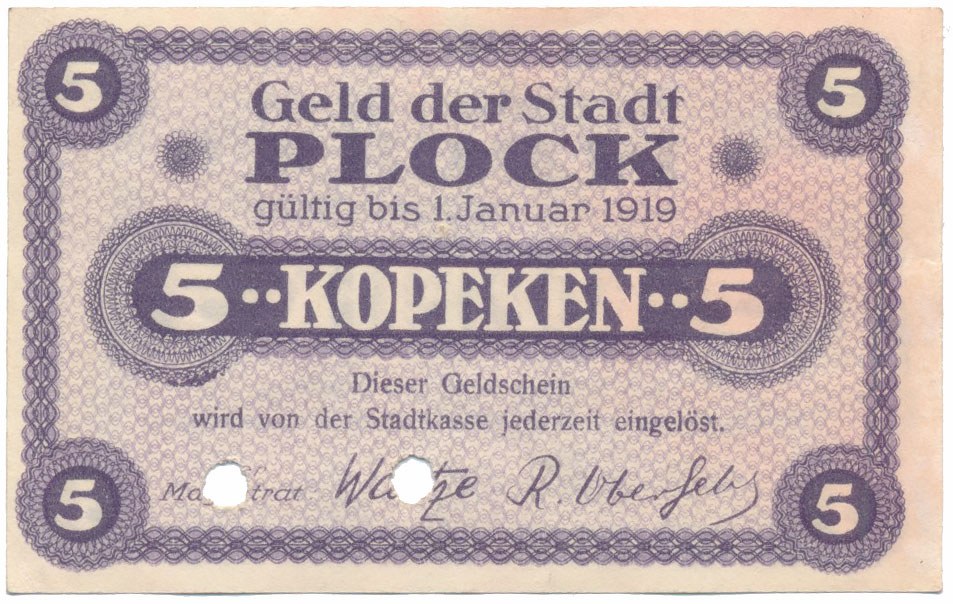 5 5
Geld der Stadt
PLOCK
gültig bis 1. Januar 1919
5 ·· KOPEKEN ·· 5
Dieser Geldschein
wird von der Stadtkasse jederzeit eingelöst.
5 5